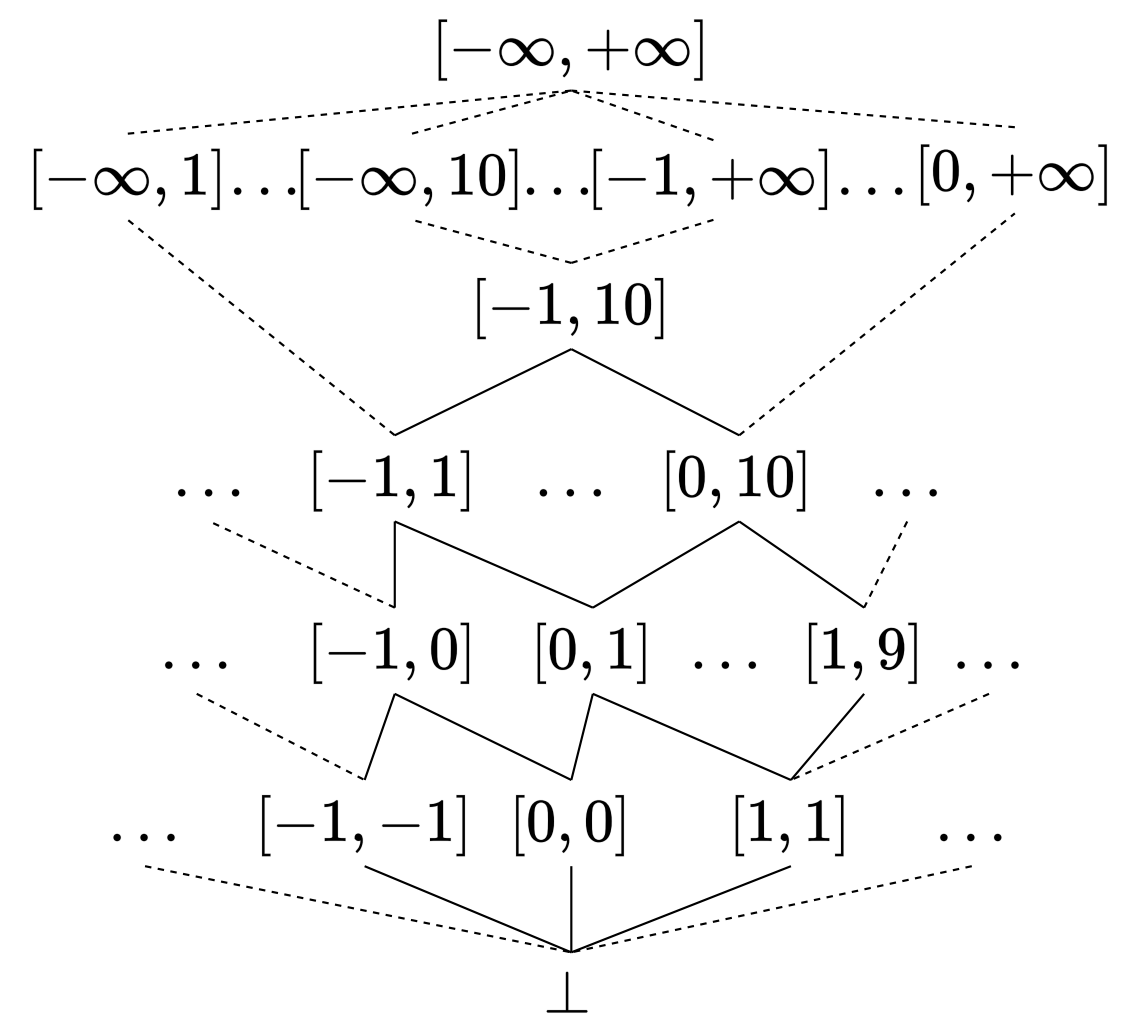 [−∞, +∞]
[−∞, 1]...[−∞, 10]...[−1, +∞]...[0, +∞]
[−1, 10]
... [−1, 1] ... [0, 10] ...
... [−1, 0] [0, 1] ... [1, 9] ...
... [−1, −1] [0, 0] [1, 1] ...
⊥